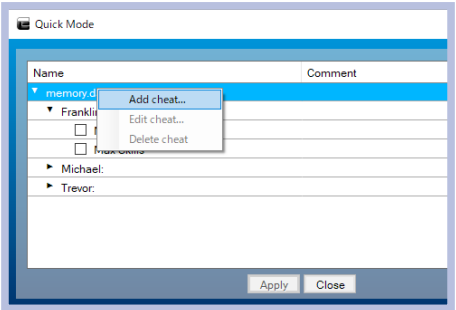 Quick Mode
Name Comment
memory.d
Add cheat...
Franklin
Edit cheat...
Delete cheat
Max Skills
Michael:
Trevor:
Apply Close